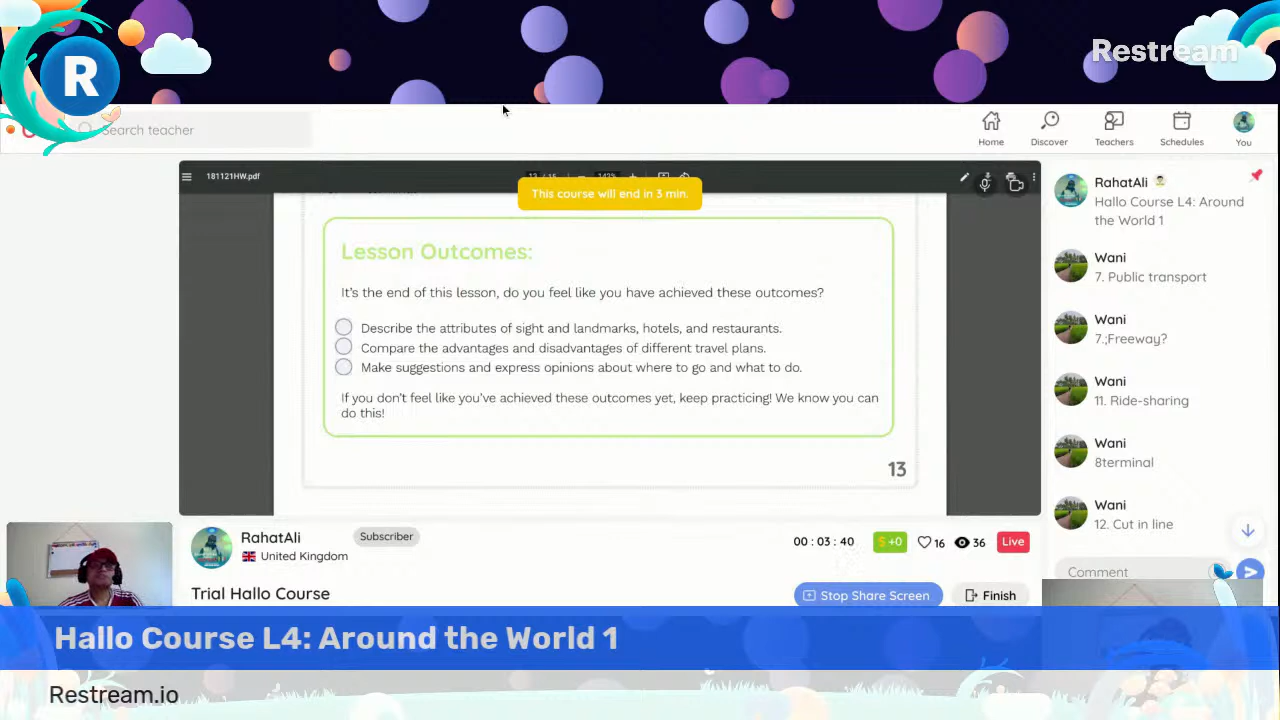 R
Restream
Search teacher
Home
Discover
Teachers
Schedules
You
181121HW.pdf
13 / 15
143%
This course will end in 3 min.
Lesson Outcomes:
It's the end of this lesson, do you feel like you have achieved these outcomes?
Describe the attributes of sight and landmarks, hotels, and restaurants.
Compare the advantages and disadvantages of different travel plans.
Make suggestions and express opinions about where to go and what to do.
If you don't feel like you've achieved these outcomes yet, keep practicing! We know you can
do this!
13
RahatAli
Hallo Course L4: Around
the World 1
Wani
7. Public transport
Wani
7.;Freeway?
Wani
11. Ride-sharing
Wani
8terminal
Wani
12. Cut in line
Comment
RahatAli
Subscriber
United Kingdom
00 : 03 : 40
$ +0
16
36
Live
Trial Hallo Course
Stop Share Screen
Finish
Hallo Course L4: Around the World 1
Restream.io